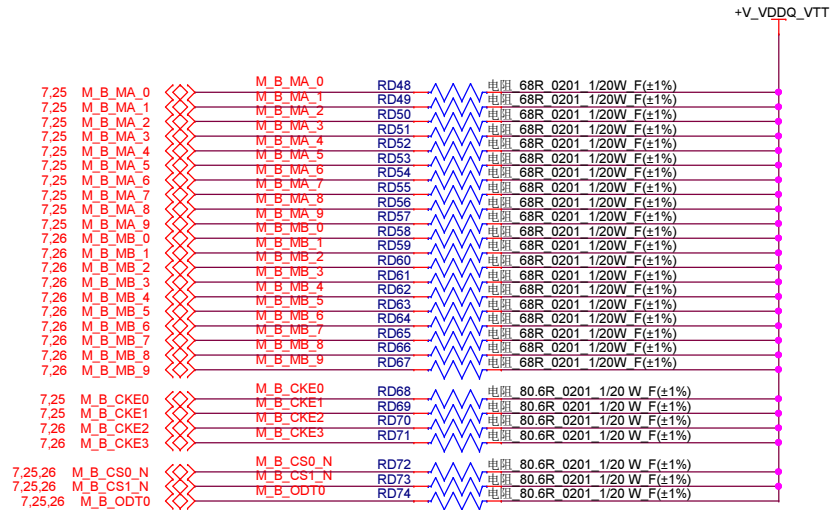 +V_VDDQ_VTT
7,25 M_B_MA_0 M_B_MA_0 RD48 电阻_68R_0201_1/20W_F(±1%)
7,25 M_B_MA_1 M_B_MA_1 RD49 电阻_68R_0201_1/20W_F(±1%)
7,25 M_B_MA_2 M_B_MA_2 RD50 电阻_68R_0201_1/20W_F(±1%)
7,25 M_B_MA_3 M_B_MA_3 RD51 电阻_68R_0201_1/20W_F(±1%)
7,25 M_B_MA_4 M_B_MA_4 RD52 电阻_68R_0201_1/20W_F(±1%)
7,25 M_B_MA_5 M_B_MA_5 RD53 电阻_68R_0201_1/20W_F(±1%)
7,25 M_B_MA_6 M_B_MA_6 RD54 电阻_68R_0201_1/20W_F(±1%)
7,25 M_B_MA_7 M_B_MA_7 RD55 电阻_68R_0201_1/20W_F(±1%)
7,25 M_B_MA_8 M_B_MA_8 RD56 电阻_68R_0201_1/20W_F(±1%)
7,25 M_B_MA_9 M_B_MA_9 RD57 电阻_68R_0201_1/20W_F(±1%)
7,26 M_B_MB_0 M_B_MB_0 RD58 电阻_68R_0201_1/20W_F(±1%)
7,26 M_B_MB_1 M_B_MB_1 RD59 电阻_68R_0201_1/20W_F(±1%)
7,26 M_B_MB_2 M_B_MB_2 RD60 电阻_68R_0201_1/20W_F(±1%)
7,26 M_B_MB_3 M_B_MB_3 RD61 电阻_68R_0201_1/20W_F(±1%)
7,26 M_B_MB_4 M_B_MB_4 RD62 电阻_68R_0201_1/20W_F(±1%)
7,26 M_B_MB_5 M_B_MB_5 RD63 电阻_68R_0201_1/20W_F(±1%)
7,26 M_B_MB_6 M_B_MB_6 RD64 电阻_68R_0201_1/20W_F(±1%)
7,26 M_B_MB_7 M_B_MB_7 RD65 电阻_68R_0201_1/20W_F(±1%)
7,26 M_B_MB_8 M_B_MB_8 RD66 电阻_68R_0201_1/20W_F(±1%)
7,26 M_B_MB_9 M_B_MB_9 RD67 电阻_68R_0201_1/20W_F(±1%)
7,25 M_B_CKE0 M_B_CKE0 RD68 电阻_80.6R_0201_1/20 W_F(±1%)
7,25 M_B_CKE1 M_B_CKE1 RD69 电阻_80.6R_0201_1/20 W_F(±1%)
7,26 M_B_CKE2 M_B_CKE2 RD70 电阻_80.6R_0201_1/20 W_F(±1%)
7,26 M_B_CKE3 M_B_CKE3 RD71 电阻_80.6R_0201_1/20 W_F(±1%)
7,25,26 M_B_CS0_N M_B_CS0_N RD72 电阻_80.6R_0201_1/20 W_F(±1%)
7,25,26 M_B_CS1_N M_B_CS1_N RD73 电阻_80.6R_0201_1/20 W_F(±1%)
7,25,26 M_B_ODT0 M_B_ODT0 RD74 电阻_80.6R_0201_1/20 W_F(±1%)